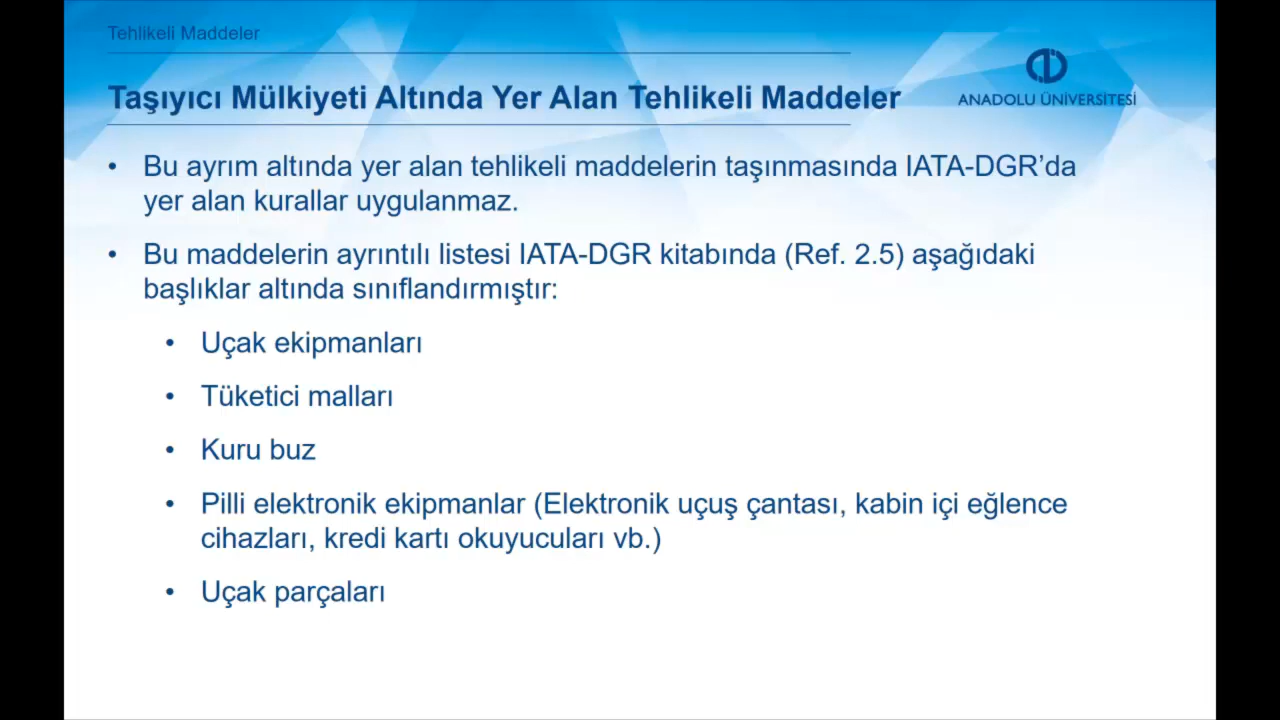 Tehlikeli Maddeler
Taşıyıcı Mülkiyeti Altında Yer Alan Tehlikeli Maddeler
ANADOLU ÜNİVERSİTESİ
• Bu ayrım altında yer alan tehlikeli maddelerin taşınmasında IATA-DGR’da
yer alan kurallar uygulanmaz.
• Bu maddelerin ayrıntılı listesi IATA-DGR kitabında (Ref. 2.5) aşağıdaki
başlıklar altında sınıflandırmıştır:
• Uçak ekipmanları
• Tüketici malları
• Kuru buz
• Pilli elektronik ekipmanlar (Elektronik uçuş çantası, kabin içi eğlence
cihazları, kredi kartı okuyucuları vb.)
• Uçak parçaları